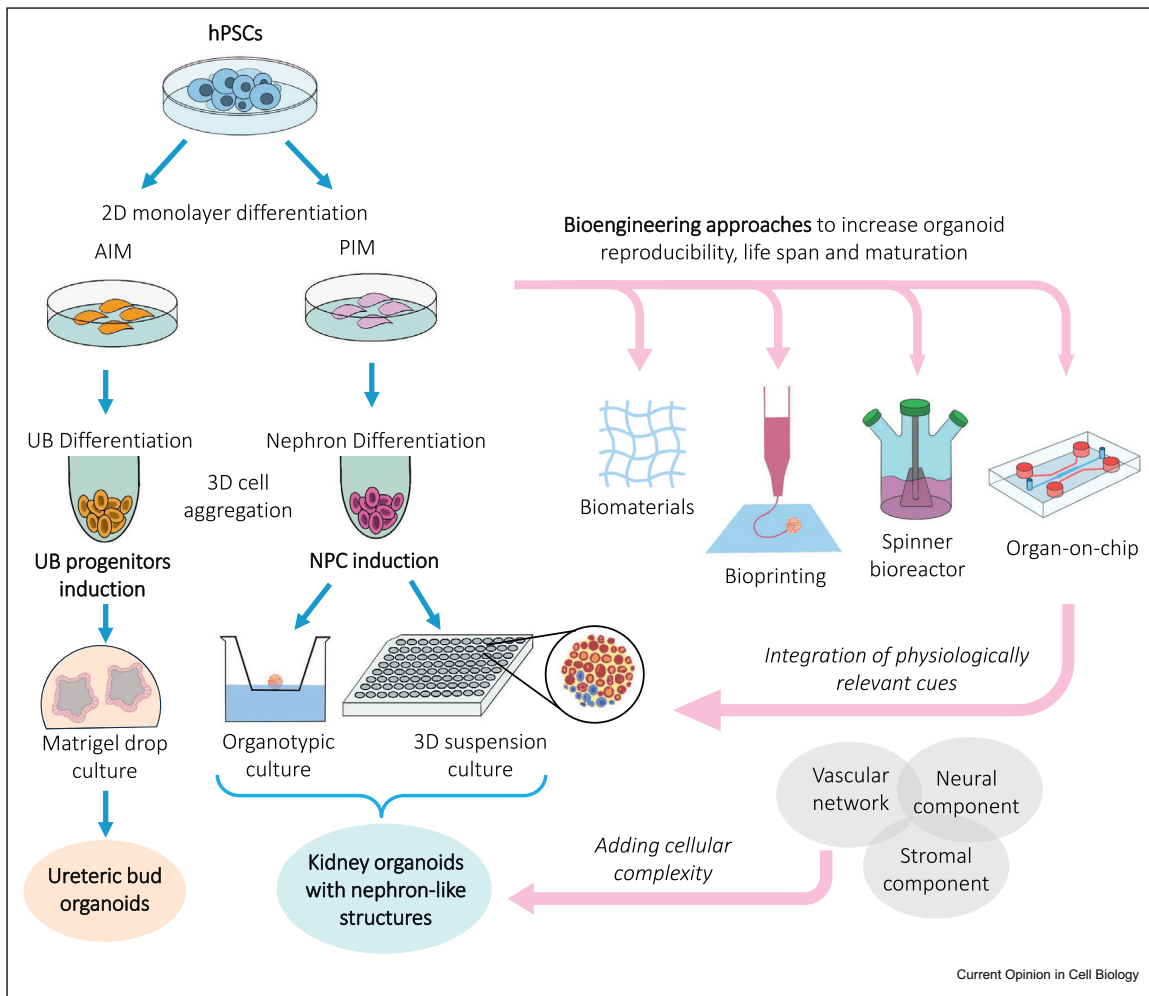 hPSCs
2D monolayer differentiation
AIM
PIM
UB Differentiation
Nephron Differentiation
3D cell
aggregation
UB progenitors
induction
NPC induction
Matrigel drop
culture
Organotypic
culture
3D suspension
culture
Ureteric bud
organoids
Kidney organoids
with nephron-like
structures
Bioengineering approaches to increase organoid
reproducibility, life span and maturation
Biomaterials
Bioprinting
Spinner
bioreactor
Organ-on-chip
Integration of physiologically
relevant cues
Vascular
network
Neural
component
Stromal
component
Adding cellular
complexity
Current Opinion in Cell Biology